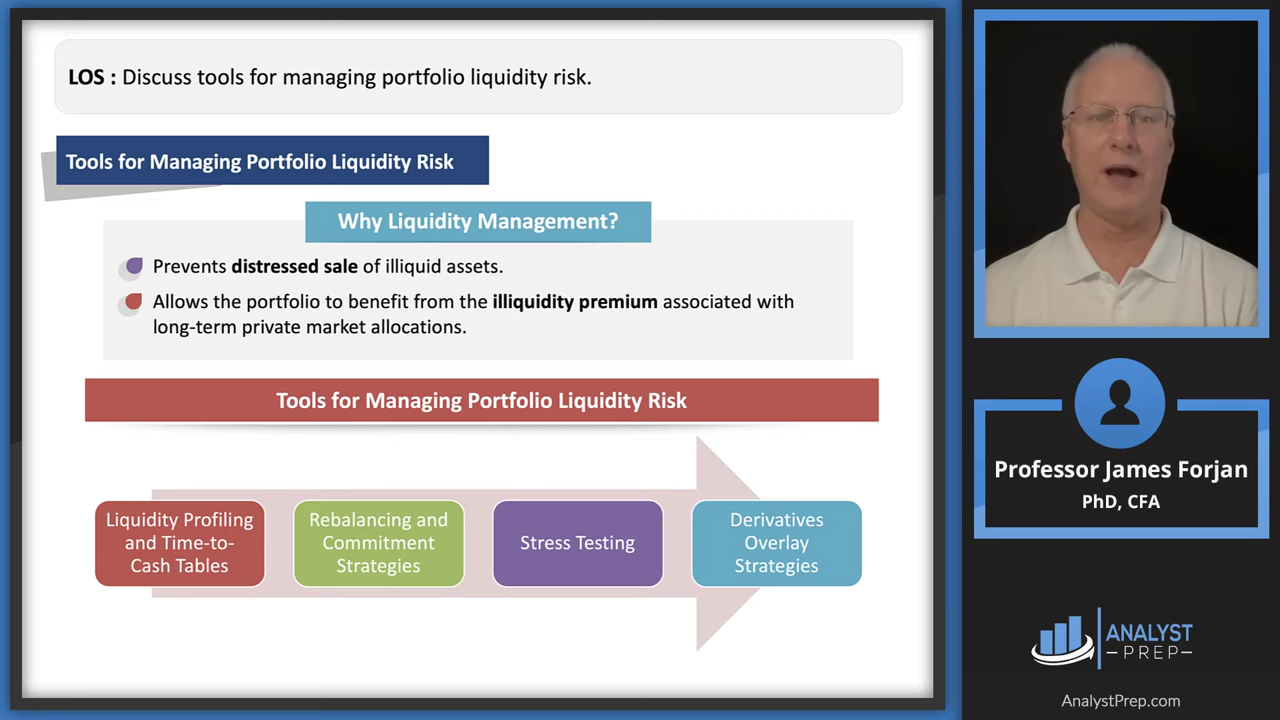 LOS : Discuss tools for managing portfolio liquidity risk.
Tools for Managing Portfolio Liquidity Risk
Why Liquidity Management?
Prevents distressed sale of illiquid assets.
Allows the portfolio to benefit from the illiquidity premium associated with
long-term private market allocations.
Tools for Managing Portfolio Liquidity Risk
Liquidity Profiling
and Time-to-
Cash Tables
Rebalancing and
Commitment
Strategies
Stress Testing
Derivatives
Overlay
Strategies
Professor James Forjan
PhD, CFA
ANALYST
PREP
AnalystPrep.com